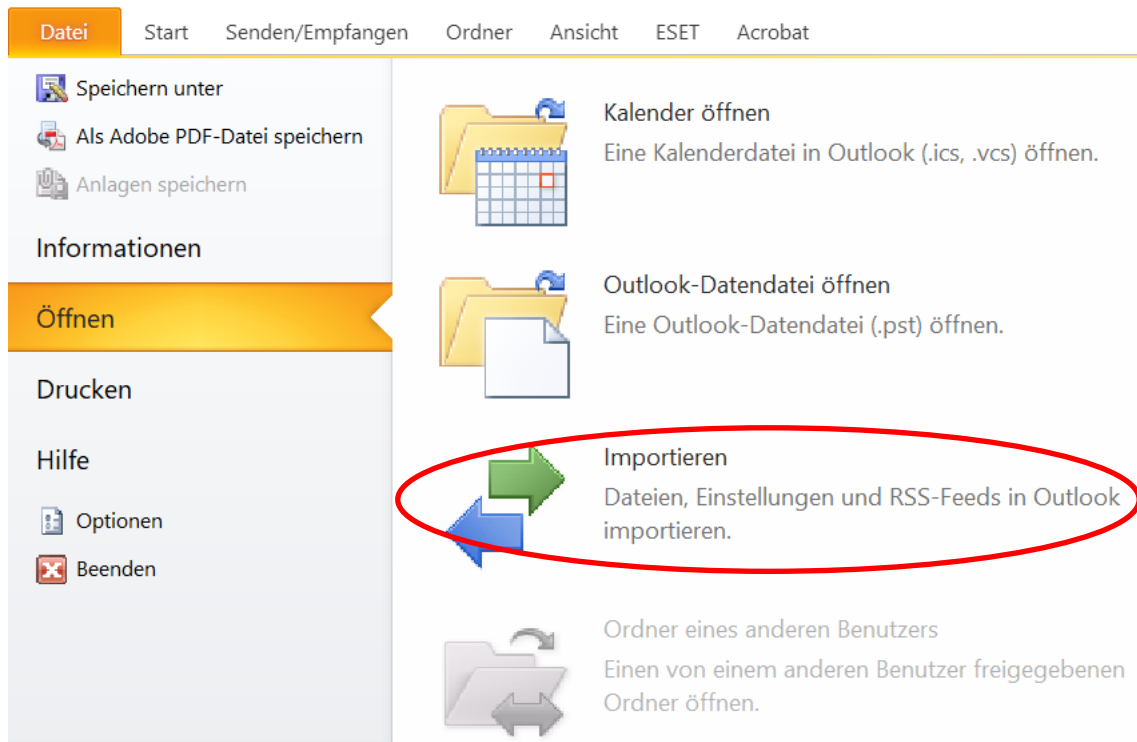 Datei Start Senden/Empfangen Ordner Ansicht ESET Acrobat
Speichern unter
Als Adobe PDF-Datei speichern
Anlagen speichern
Informationen
Öffnen
Drucken
Hilfe
Optionen
Beenden
Kalender öffnen
Eine Kalenderdatei in Outlook (.ics, .vcs) öffnen.
Outlook-Datendatei öffnen
Eine Outlook-Datendatei (.pst) öffnen.
Importieren
Dateien, Einstellungen und RSS-Feeds in Outlook
importieren.
Ordner eines anderen Benutzers
Einen von einem anderen Benutzer freigegebenen
Ordner öffnen.